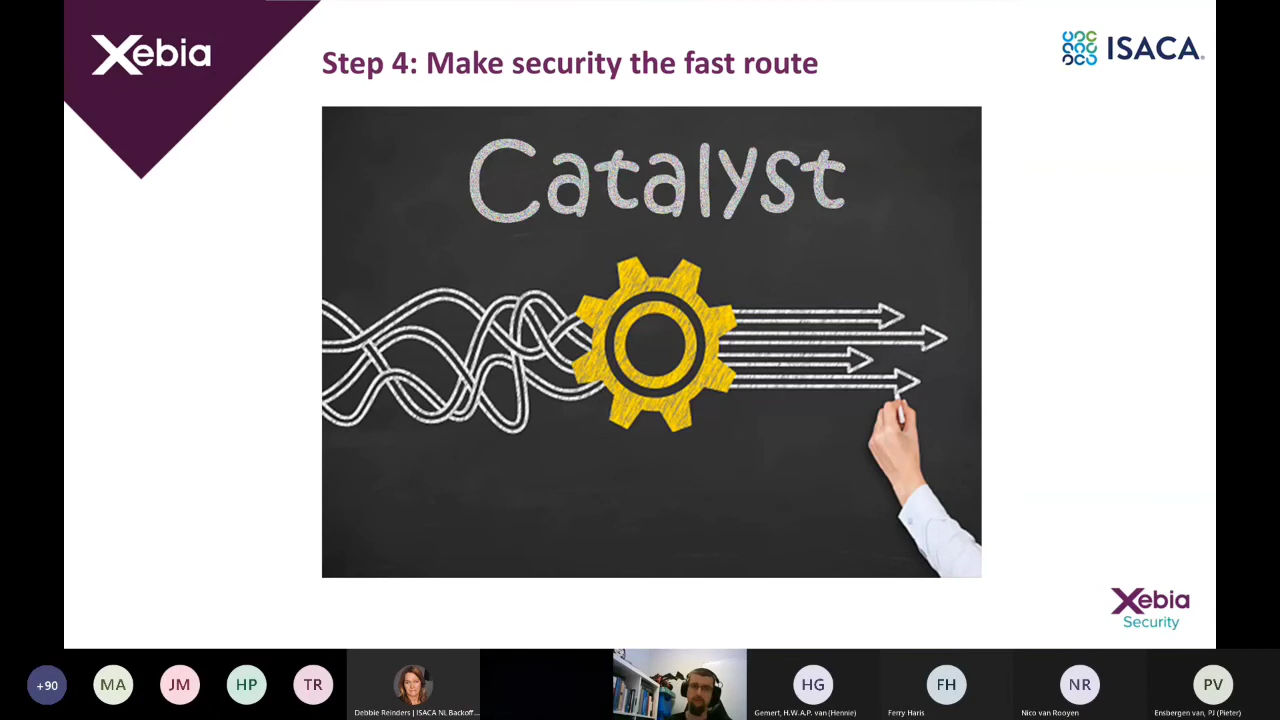 Xebia
Step 4: Make security the fast route
ISACA
Catalyst
Xebia
Security
+90
MA
JM
HP
TR
HG
FH
NR
PV
Debbie Reinders | ISACA NL Backoff...
Gemert, H.W.A.P. van (Hennie)
Ferry Haris
Nico van Rooyen
Ensbergen van, PJ (Pieter)